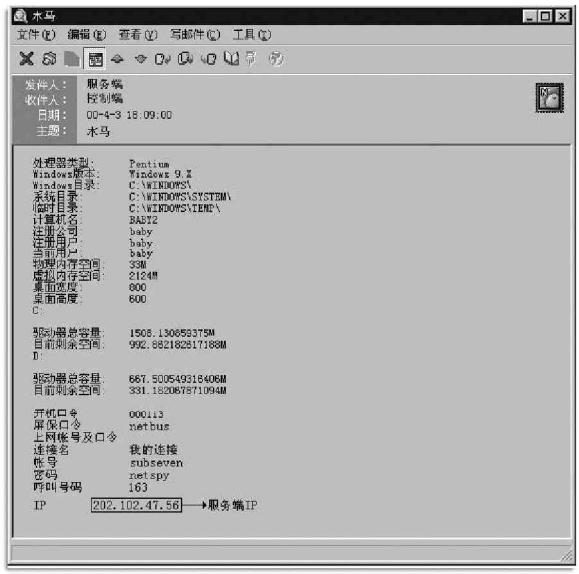 木马
文件(F) 编辑(E) 查看(V) 写邮件(C) 工具(T)
发件人： 服务端
收件人： 控制端
日期： 00-4-3 18:09:00
主题： 木马
处理器类型: Pentium
Windows版本: Windows 9.X
Windows目录: C:\WINDOWS\
系统目录: C:\WINDOWS\SYSTEM\
临时目录: C:\WINDOWS\TEMP\
计算机名: BABY2
注册公司: baby
注册用户: baby
当前用户: baby
物理内存空间: 33M
虚拟内存空间: 2124M
桌面宽度: 800
桌面高度: 600
C:
驱动器总容量: 1508.130859375M
目前剩余空间: 992.862182617188M
D:
驱动器总容量: 667.500549316406M
目前剩余空间: 331.182067871094M
开机口令 000113
屏保口令 netbus
上网帐号及口令
连接名 我的连接
帐号 subseven
密码 netspy
呼叫号码 163
IP 202.102.47.56 服务端IP